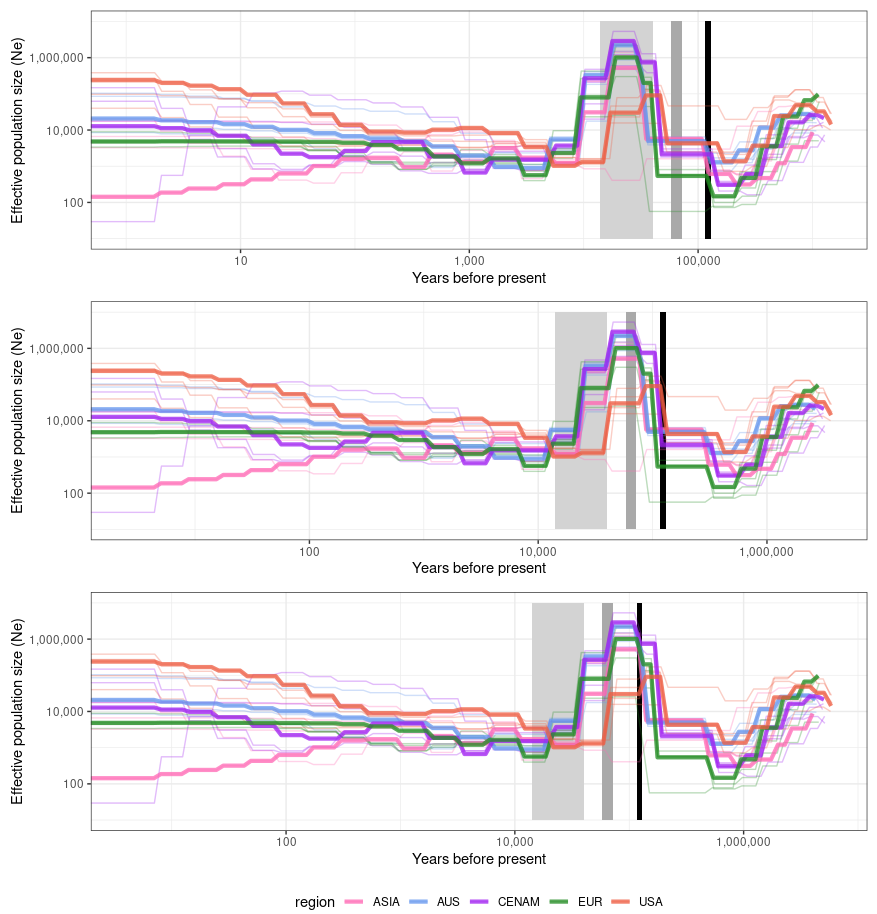 Effective population size (Ne)
1,000,000
10,000
100
10
1,000
100,000
Years before present
Effective population size (Ne)
1,000,000
10,000
100
100
10,000
1,000,000
Years before present
Effective population size (Ne)
1,000,000
10,000
100
100
10,000
1,000,000
Years before present
region ASIA AUS CENAM EUR USA